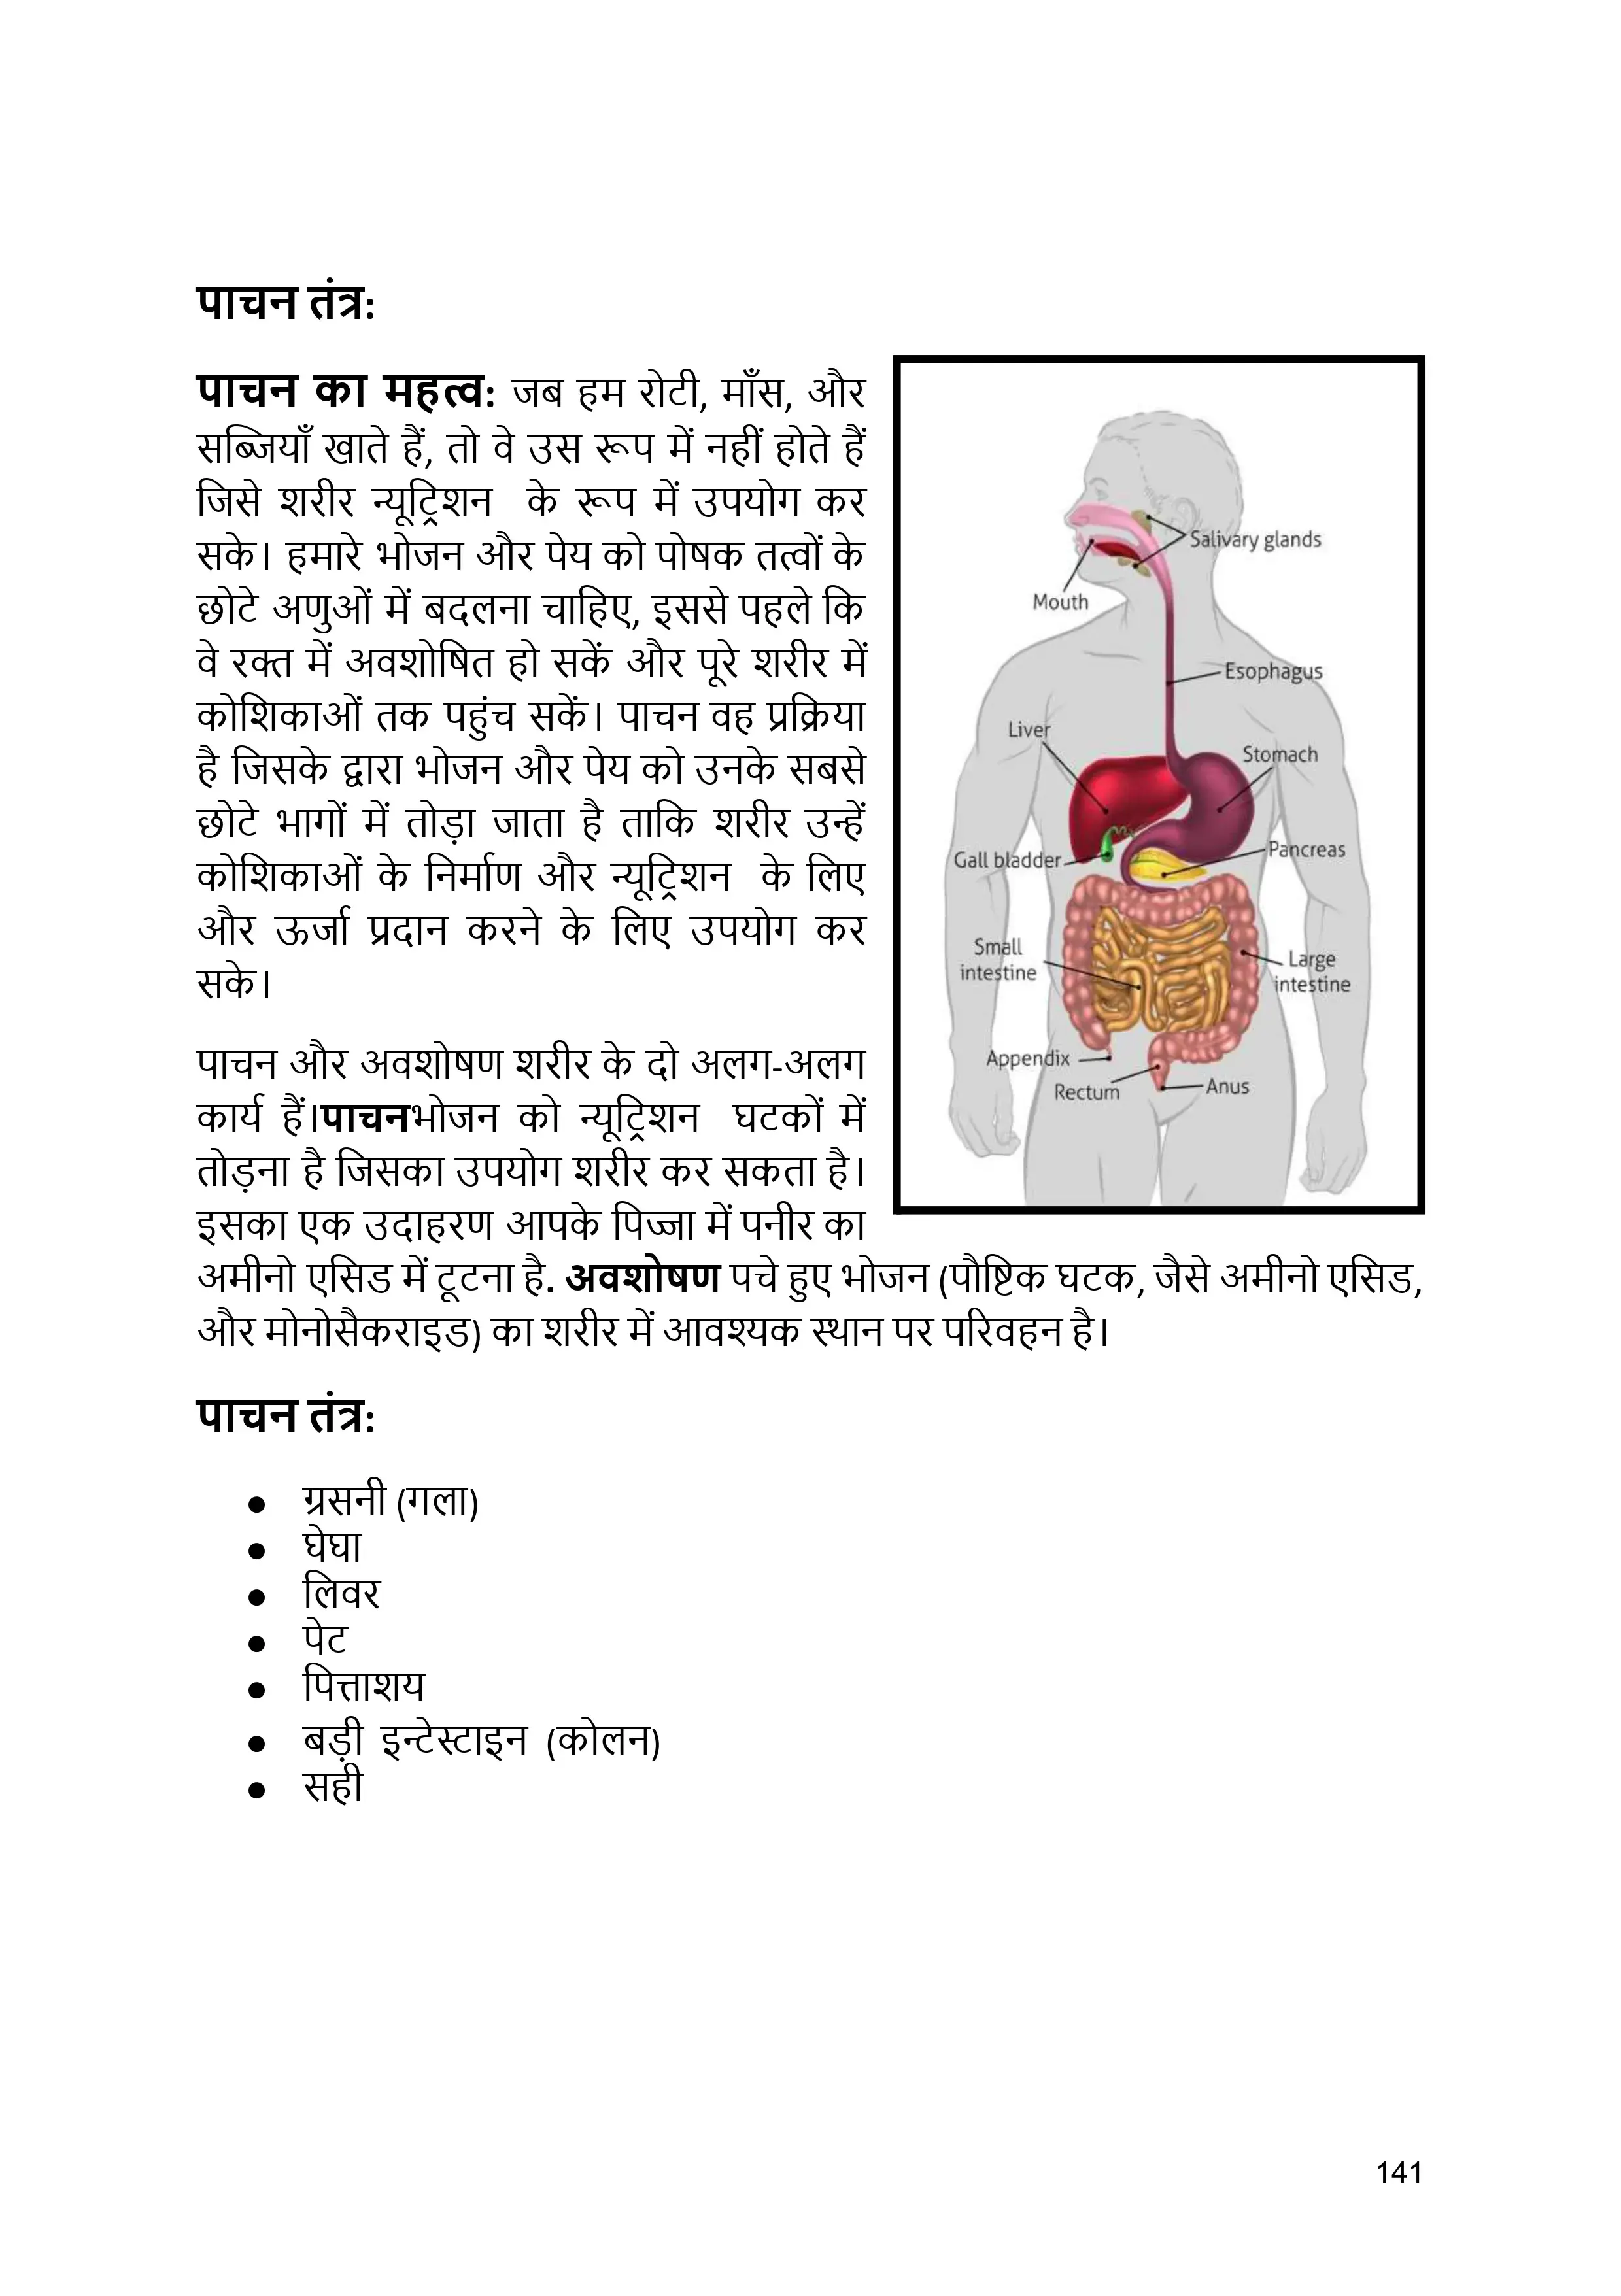 पाचन तंत्र:
पाचन का महत्व: जब हम रोटी, माँस, और
सब्जियाँ खाते हैं, तो वे उस रूप में नहीं होते हैं
जिसे शरीर न्यूट्रिशन के रूप में उपयोग कर
सके। हमारे भोजन और पेय को पोषक तत्वों के
छोटे अणुओं में बदलना चाहिए, इससे पहले कि
वे रक्त में अवशोषित हो सकें और पूरे शरीर में
कोशिकाओं तक पहुंच सकें। पाचन वह प्रक्रिया
है जिसके द्वारा भोजन और पेय को उनके सबसे
छोटे भागों में तोड़ा जाता है ताकि शरीर उन्हें
कोशिकाओं के निर्माण और न्यूट्रिशन के लिए
और ऊर्जा प्रदान करने के लिए उपयोग कर
सके।
पाचन और अवशोषण शरीर के दो अलग-अलग
कार्य हैं।पाचनभोजन को न्यूट्रिशन घटकों में
तोड़ना है जिसका उपयोग शरीर कर सकता है।
इसका एक उदाहरण आपके पिज्जा में पनीर का
अमीनो एसिड में टूटना है. अवशोषण पचे हुए भोजन (पौष्टिक घटक, जैसे अमीनो एसिड,
और मोनोसैकराइड) का शरीर में आवश्यक स्थान पर परिवहन है।
Salivary glands
Mouth
Esophagus
Liver
Stomach
Gall bladder
Pancreas
Small
intestine
Large
intestine
Appendix
Rectum
Anus
पाचन तंत्र:
● ग्रसनी (गला)
● घेघा
● लिवर
● पेट
● पित्ताशय
● बड़ी इन्टेस्टाइन (कोलन)
● सही
141